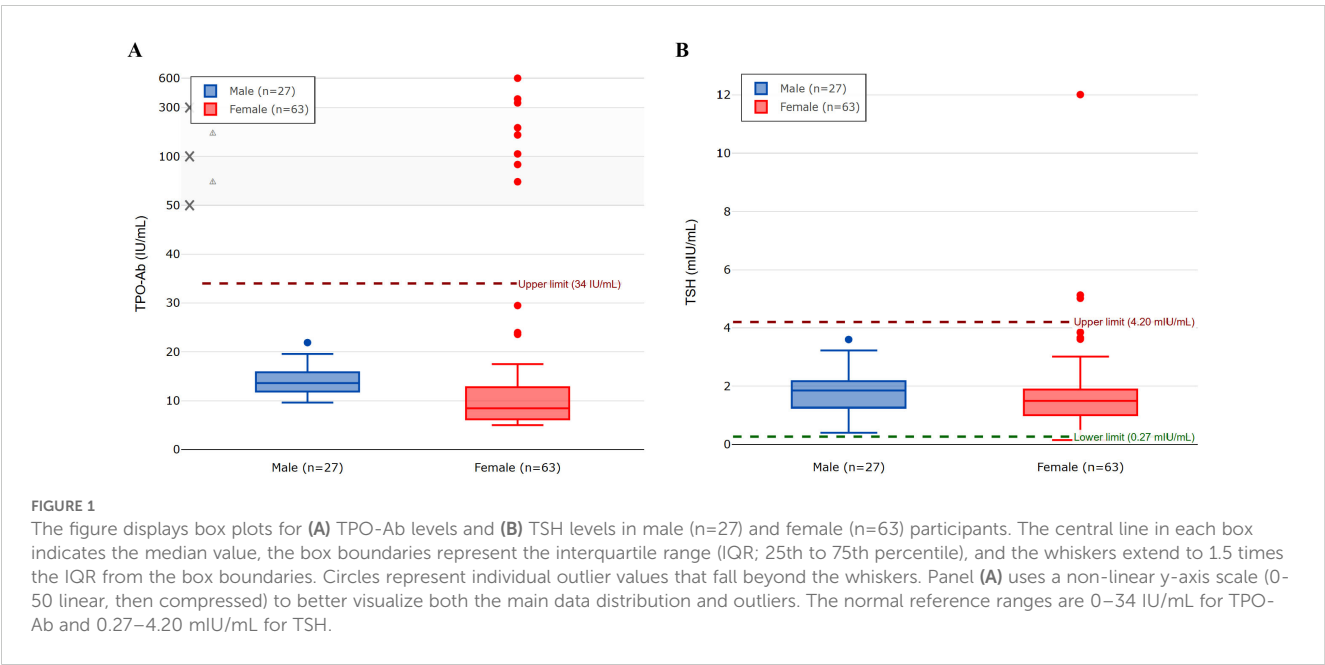 A
B
600
300
100
50
40
30
20
10
0
TPO-Ab (IU/mL)
Male (n=27)
Female (n=63)
Upper limit (34 IU/mL)
Male (n=27)
Female (n=63)
12
10
8
6
4
2
0
TSH (mIU/mL)
Male (n=27)
Female (n=63)
Upper limit (4.20 mIU/mL)
Lower limit (0.27 mIU/mL)
Male (n=27)
Female (n=63)
FIGURE 1
The figure displays box plots for (A) TPO-Ab levels and (B) TSH levels in male (n=27) and female (n=63) participants. The central line in each box
indicates the median value, the box boundaries represent the interquartile range (IQR; 25th to 75th percentile), and the whiskers extend to 1.5 times
the IQR from the box boundaries. Circles represent individual outlier values that fall beyond the whiskers. Panel (A) uses a non-linear y-axis scale (0-
50 linear, then compressed) to better visualize both the main data distribution and outliers. The normal reference ranges are 0–34 IU/mL for TPO-
Ab and 0.27–4.20 mIU/mL for TSH.